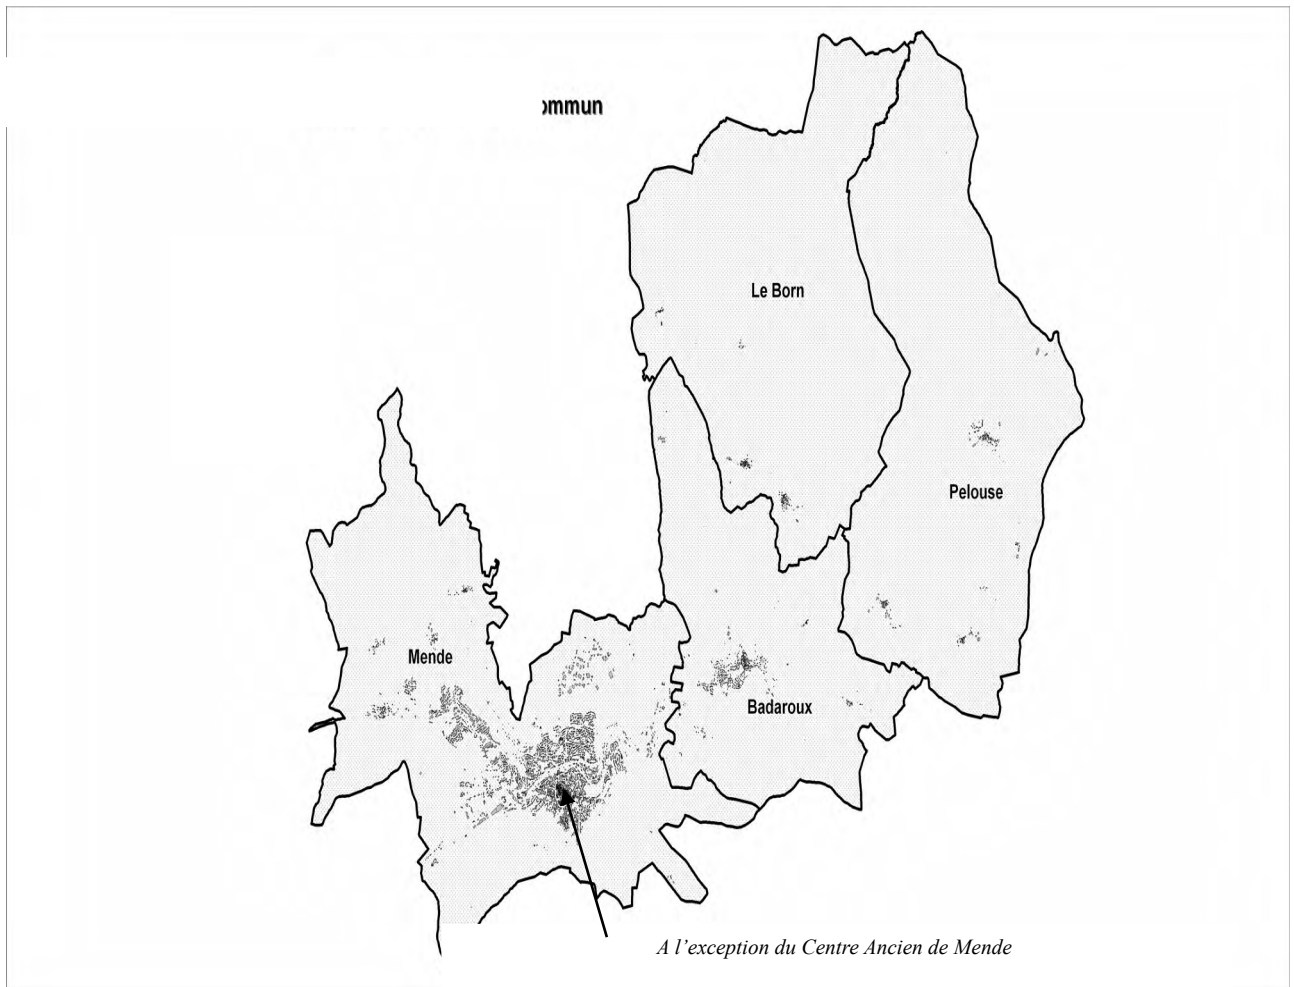 ommun
Le Born
Pelouse
Mende
Badaroux
A l’exception du Centre Ancien de Mende